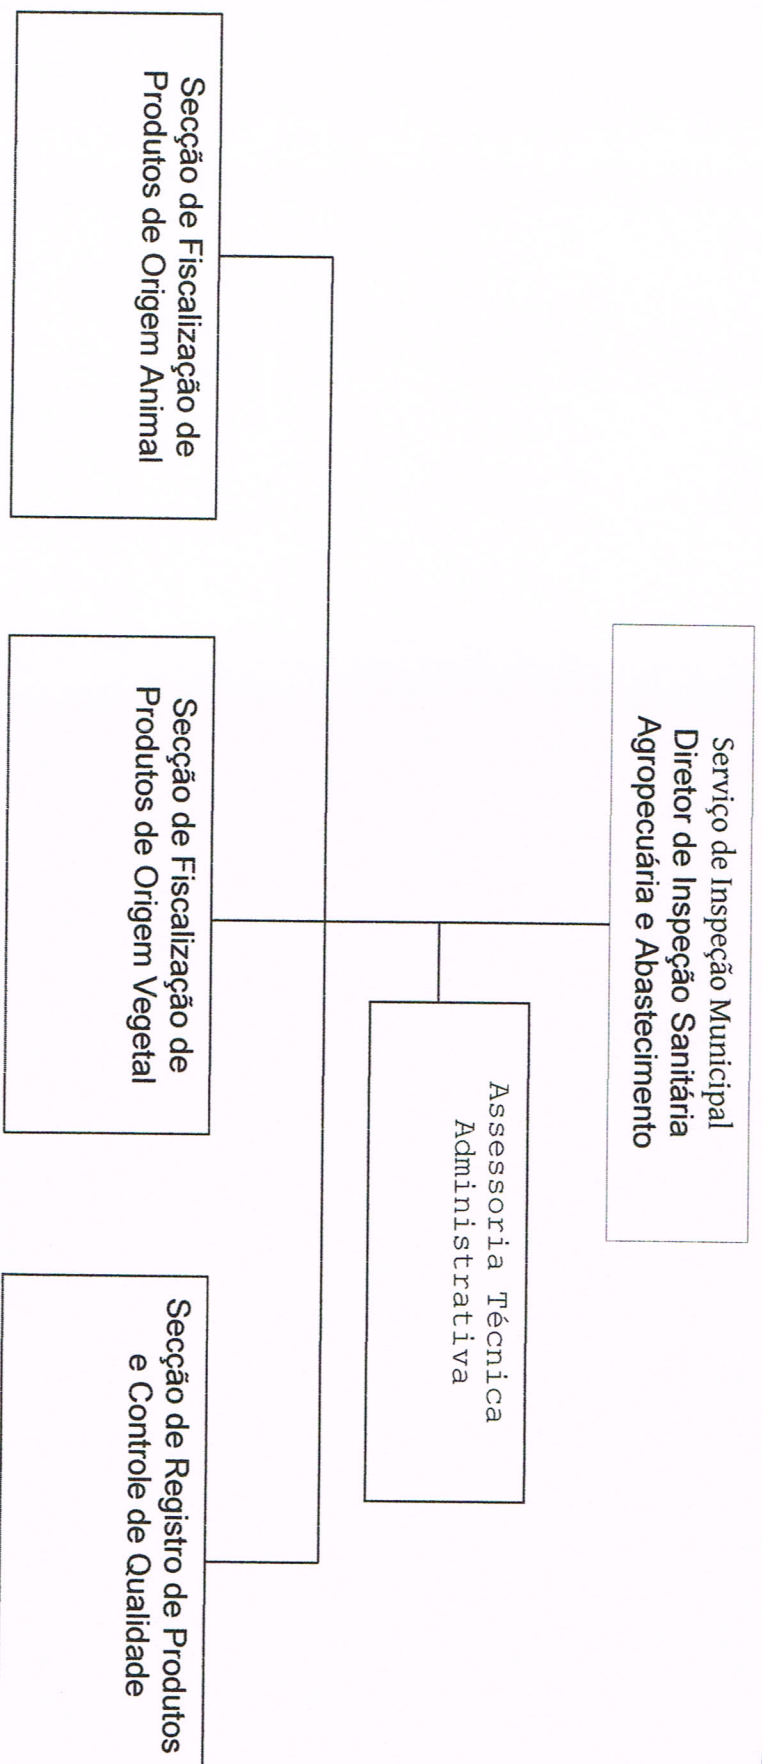 Serviço de Inspeção Municipal
Diretor de Inspeção Sanitária
Agropecuária e Abastecimento
Assessoria Técnica
Administrativa
Secção de Fiscalização de
Produtos de Origem Animal
Secção de Fiscalização de
Produtos de Origem Vegetal
Secção de Registro de Produtos
e Controle de Qualidade